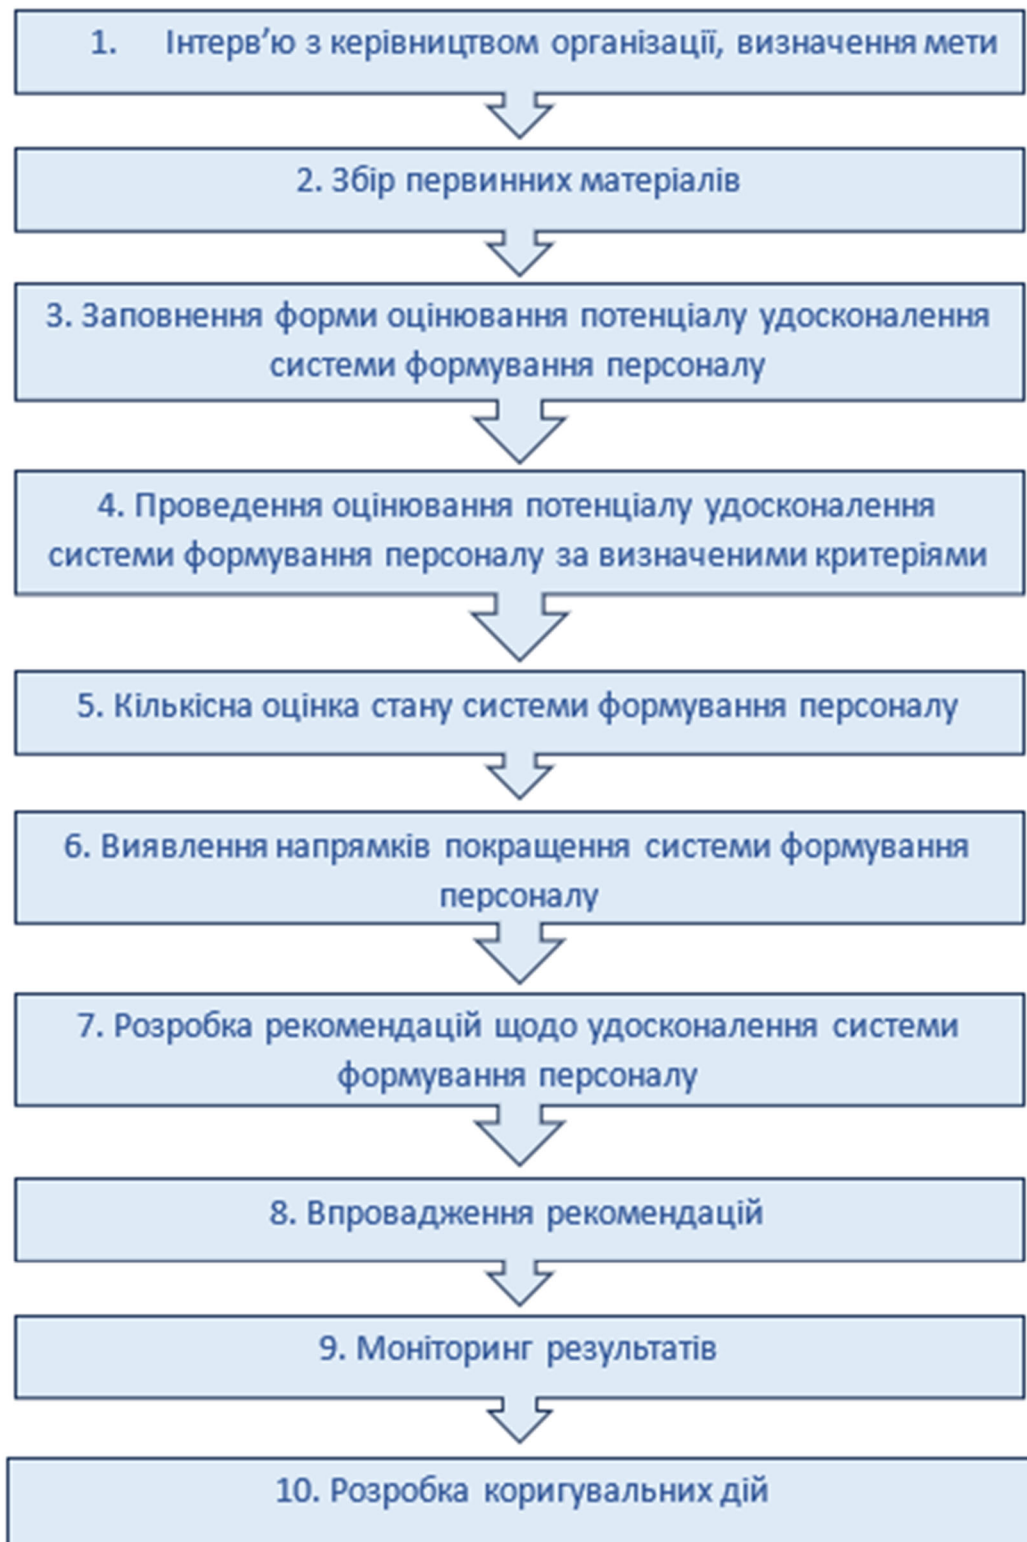 1. Інтерв’ю з керівництвом організації, визначення мети
2. Збір первинних матеріалів
3. Заповнення форми оцінювання потенціалу удосконалення
системи формування персоналу
4. Проведення оцінювання потенціалу удосконалення
системи формування персоналу за визначеними критеріями
5. Кількісна оцінка стану системи формування персоналу
6. Виявлення напрямків покращення системи формування
персоналу
7. Розробка рекомендацій щодо удосконалення системи
формування персоналу
8. Впровадження рекомендацій
9. Моніторинг результатів
10. Розробка коригувальних дій